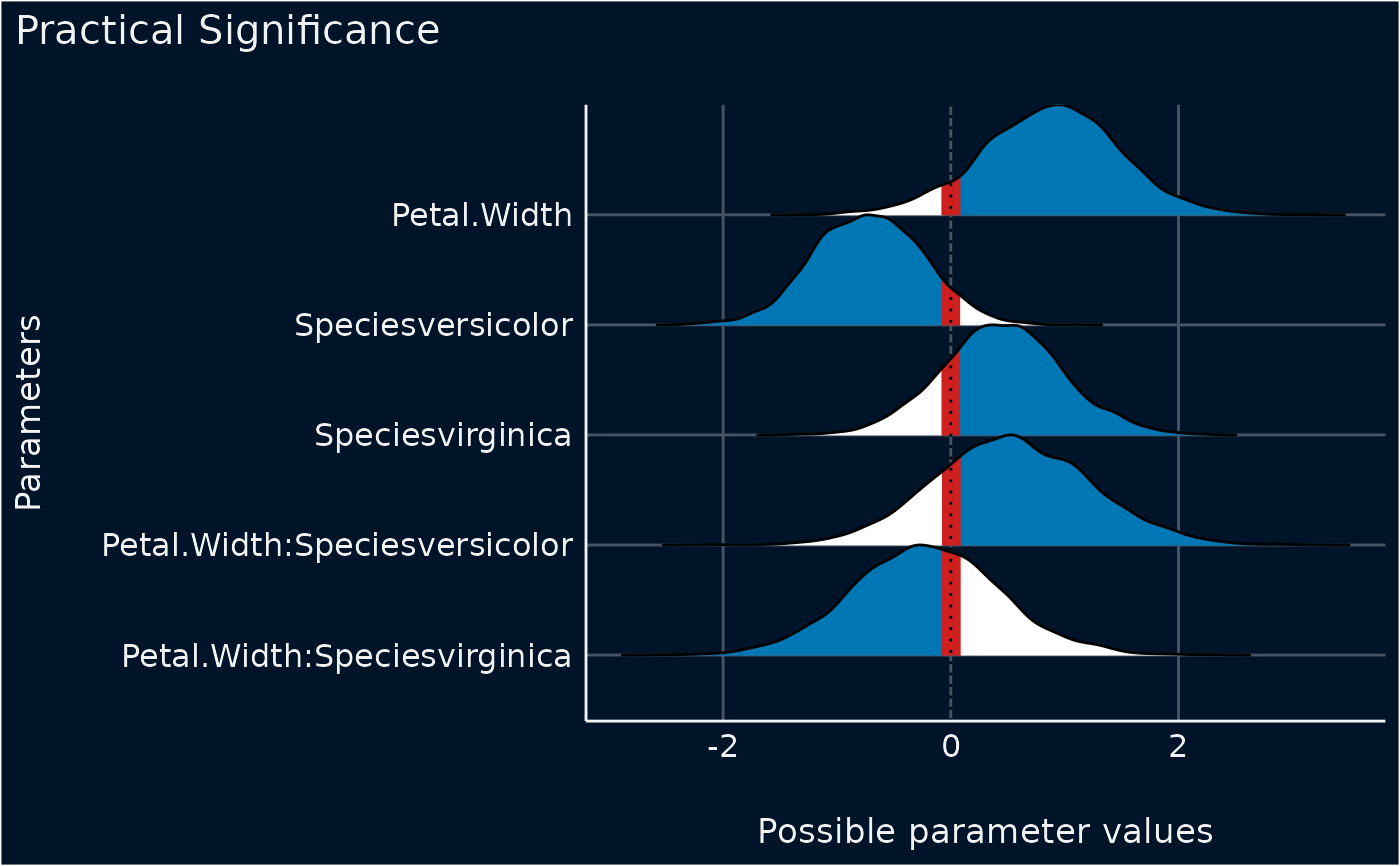 Practical Significance
Petal.Width
Speciesversicolor
Speciesvirginica
Petal.Width:Speciesversicolor
Petal.Width:Speciesvirginica
Parameters
-2
0
2
Possible parameter values